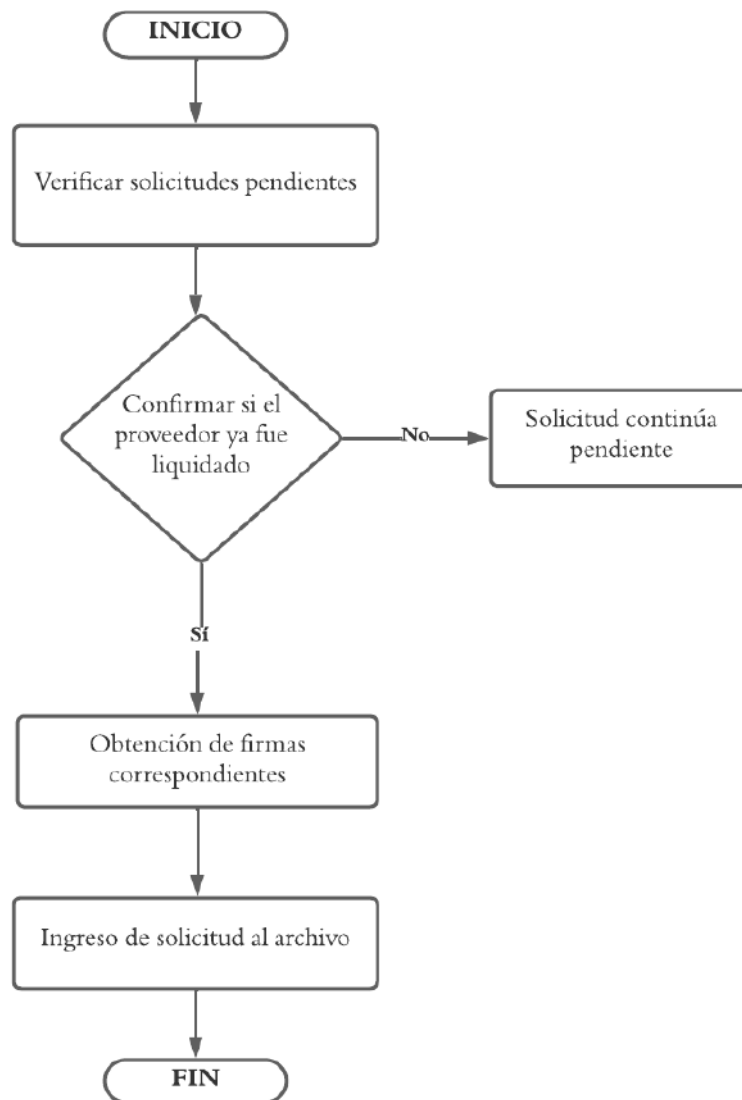 INICIO
Verificar solicitudes pendientes
Confirmar si el
proveedor ya fue
liquidado
No
Solicitud continúa
pendiente
Sí
Obtención de firmas
correspondientes
Ingreso de solicitud al archivo
FIN